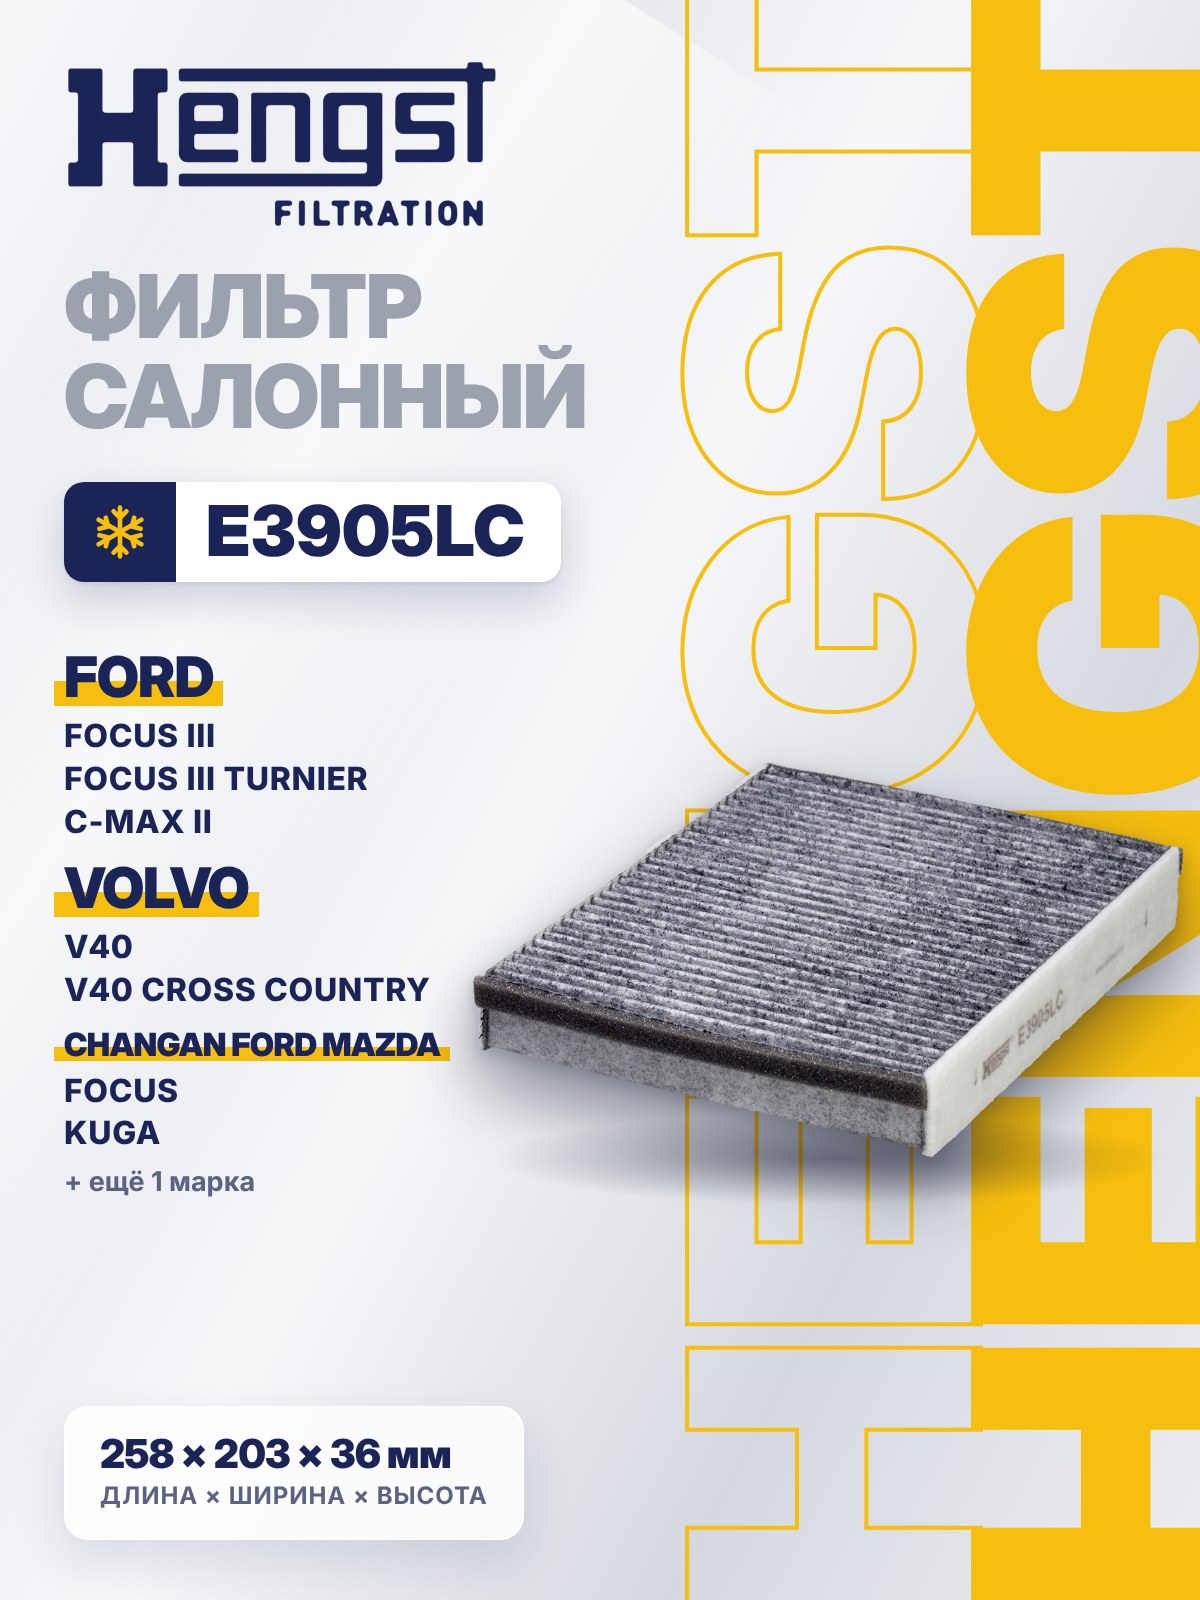 Hengst
FILTRATION
ФИЛЬТР
САЛОННЫЙ
E3905LC
FORD
FOCUS III
FOCUS III TURNIER
C-MAX II
VOLVO
V40
V40 CROSS COUNTRY
CHANGAN FORD MAZDA
FOCUS
KUGA
+ ещё 1 марка
258 × 203 × 36 мм
ДЛИНА × ШИРИНА × ВЫСОТА
HENGST
HENGST
Hengst E3905LC